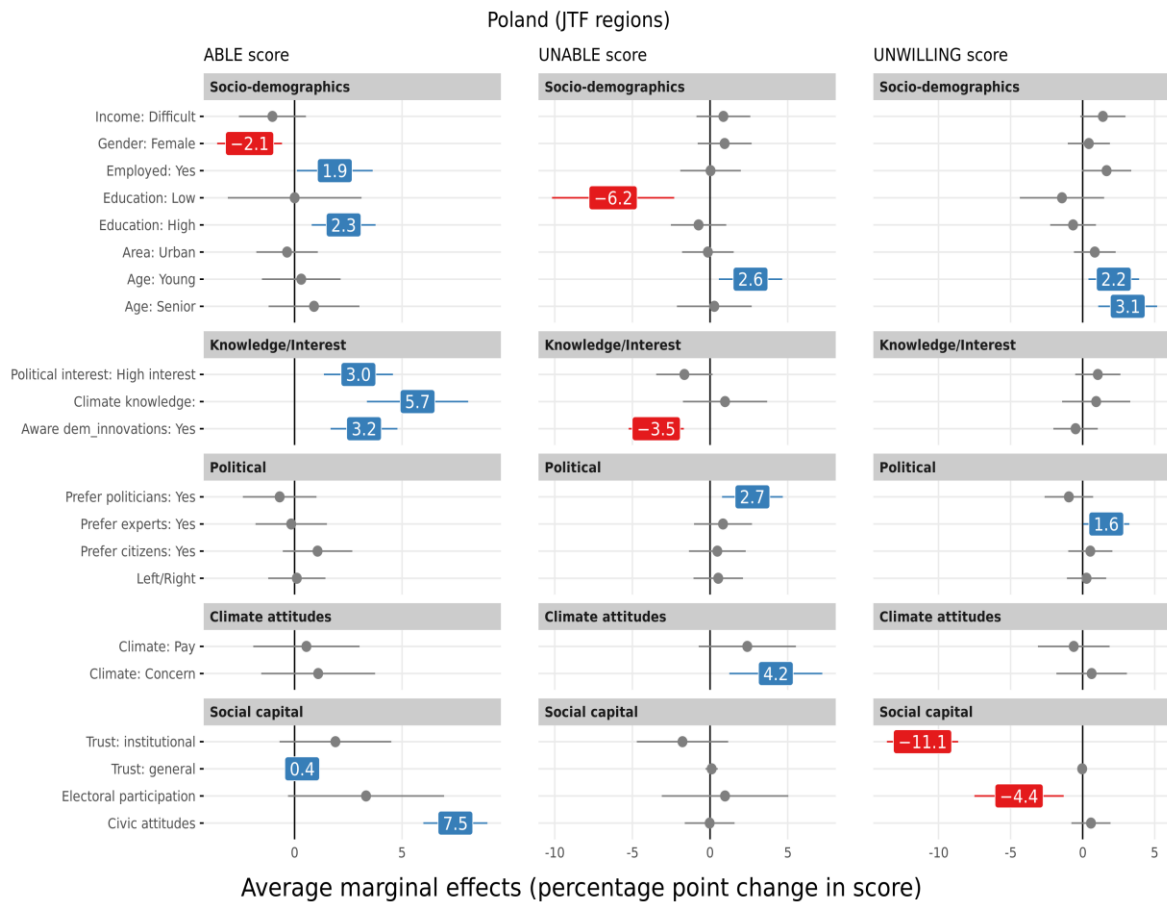 Poland (JTF regions)
ABLE score UNABLE score UNWILLING score
Socio-demographics Socio-demographics Socio-demographics
Income: Difficult
Gender: Female −2.1
Employed: Yes 1.9
Education: Low −6.2
Education: High 2.3
Area: Urban
Age: Young 2.6 2.2
Age: Senior 3.1
Knowledge/Interest Knowledge/Interest Knowledge/Interest
Political interest: High interest 3.0
Climate knowledge: 5.7
Aware dem_innovations: Yes 3.2 −3.5
Political Political Political
Prefer politicians: Yes 2.7
Prefer experts: Yes 1.6
Prefer citizens: Yes
Left/Right
Climate attitudes Climate attitudes Climate attitudes
Climate: Pay
Climate: Concern 4.2
Social capital Social capital Social capital
Trust: institutional −11.1
Trust: general 0.4
Electoral participation −4.4
Civic attitudes 7.5
0 5 -10 -5 0 5 -10 -5 0 5
Average marginal effects (percentage point change in score)